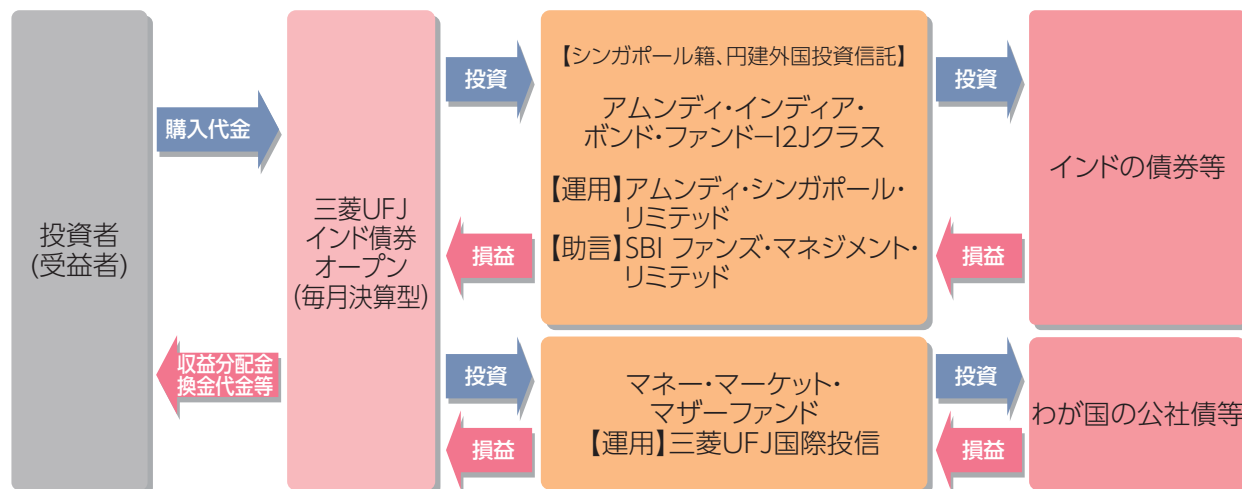 投資者
(受益者)
購入代金
収益分配金
換金代金等
三菱UFJ
インド債券
オープン
(毎月決算型)
投資
損益
【シンガポール籍、円建外国投資信託】
アムンディ・インディア・
ボンド・ファンド－I2Jクラス
【運用】アムンディ・シンガポール・
リミテッド
【助言】SBI ファンズ・マネジメント・
リミテッド
投資
損益
インドの債券等
投資
損益
マネー・マーケット・
マザーファンド
【運用】三菱UFJ国際投信
投資
損益
わが国の公社債等